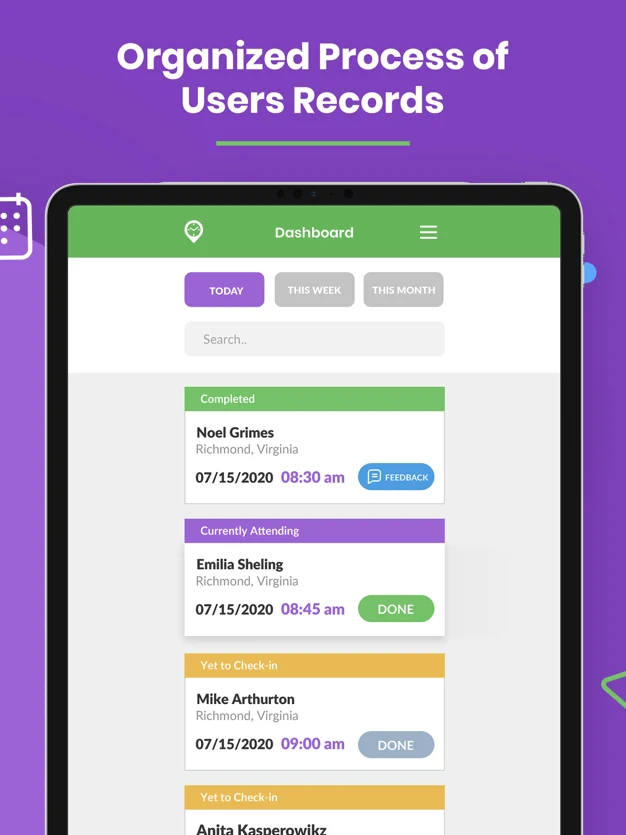 Organized Process of
Users Records
Dashboard
TODAY THIS WEEK THIS MONTH
Search..
Completed
Noel Grimes
Richmond, Virginia
07/15/2020 08:30 am FEEDBACK
Currently Attending
Emilia Sheling
Richmond, Virginia
07/15/2020 08:45 am DONE
Yet to Check-in
Mike Arthurton
Richmond, Virginia
07/15/2020 09:00 am DONE
Yet to Check-in
Anita Kasperowikz